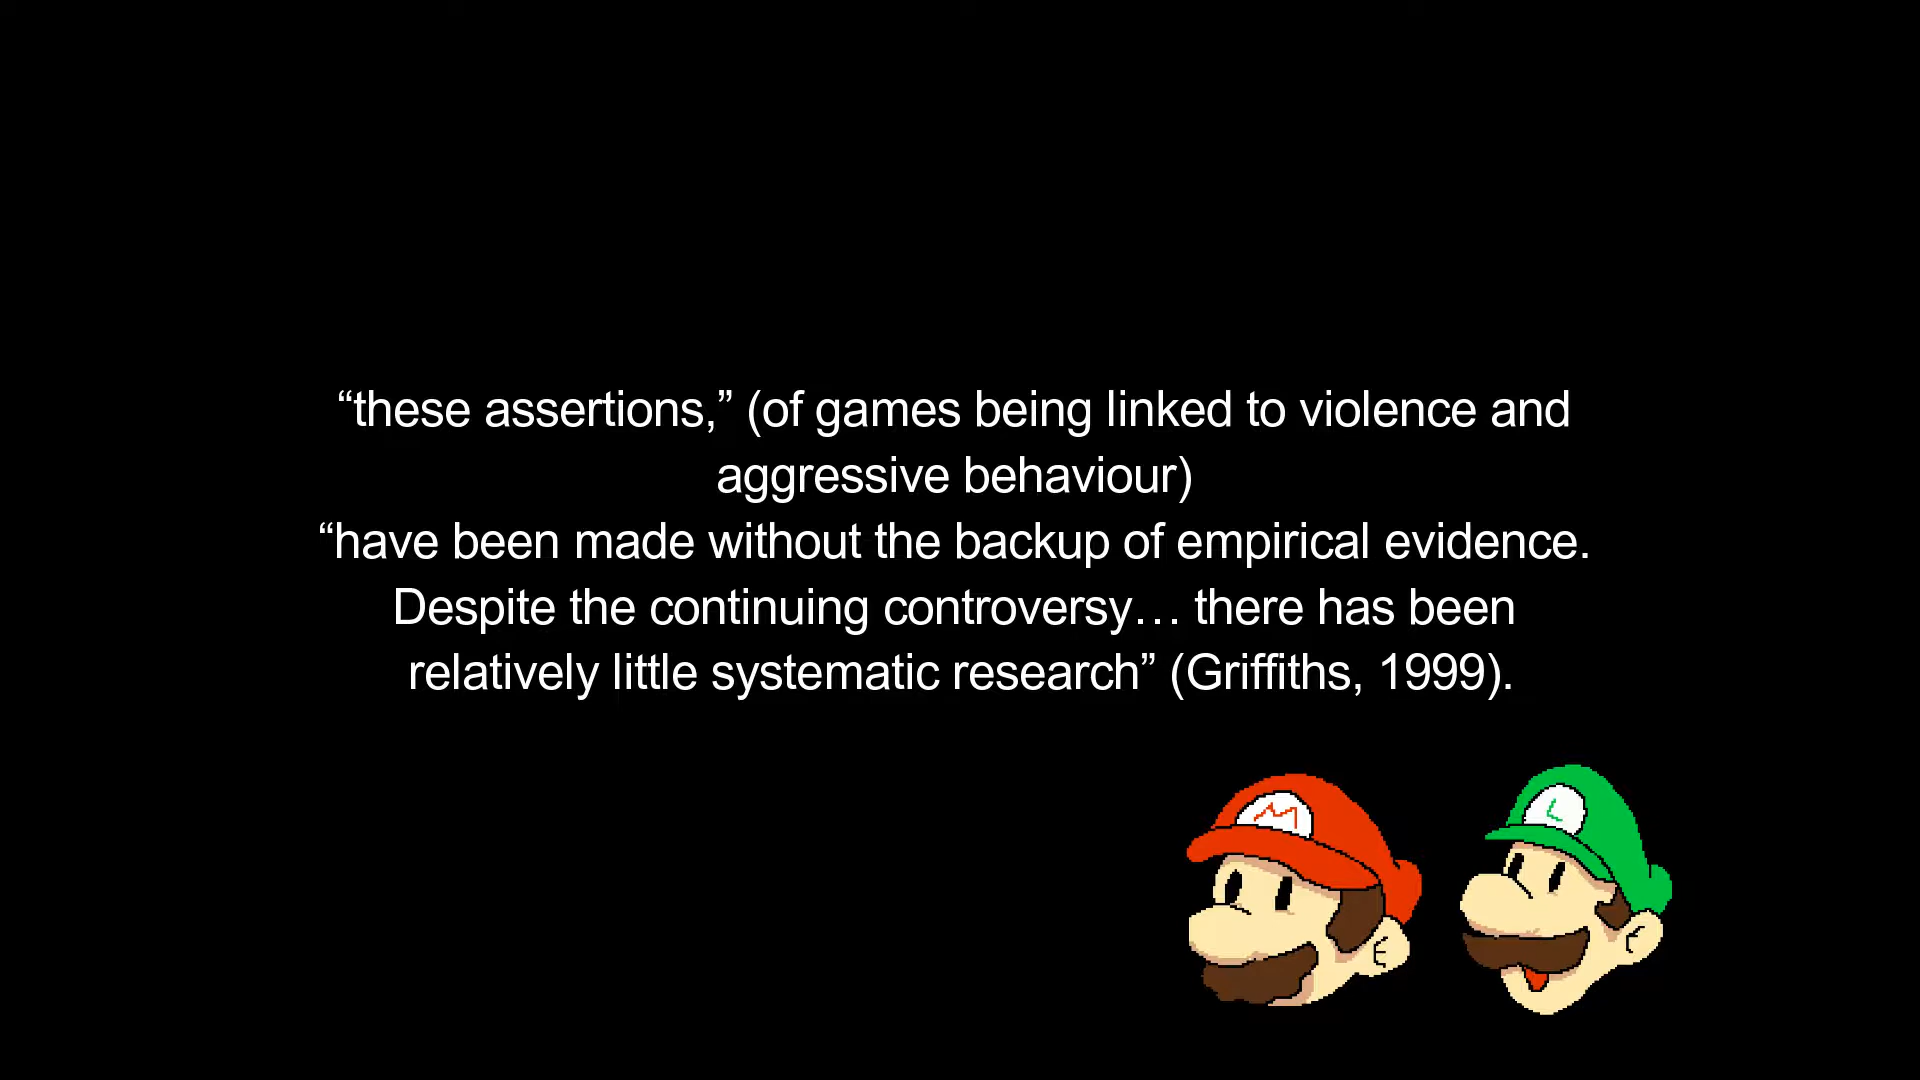 “these assertions,” (of games being linked to violence and
aggressive behaviour)
“have been made without the backup of empirical evidence.
Despite the continuing controversy… there has been
relatively little systematic research” (Griffiths, 1999).
M
L